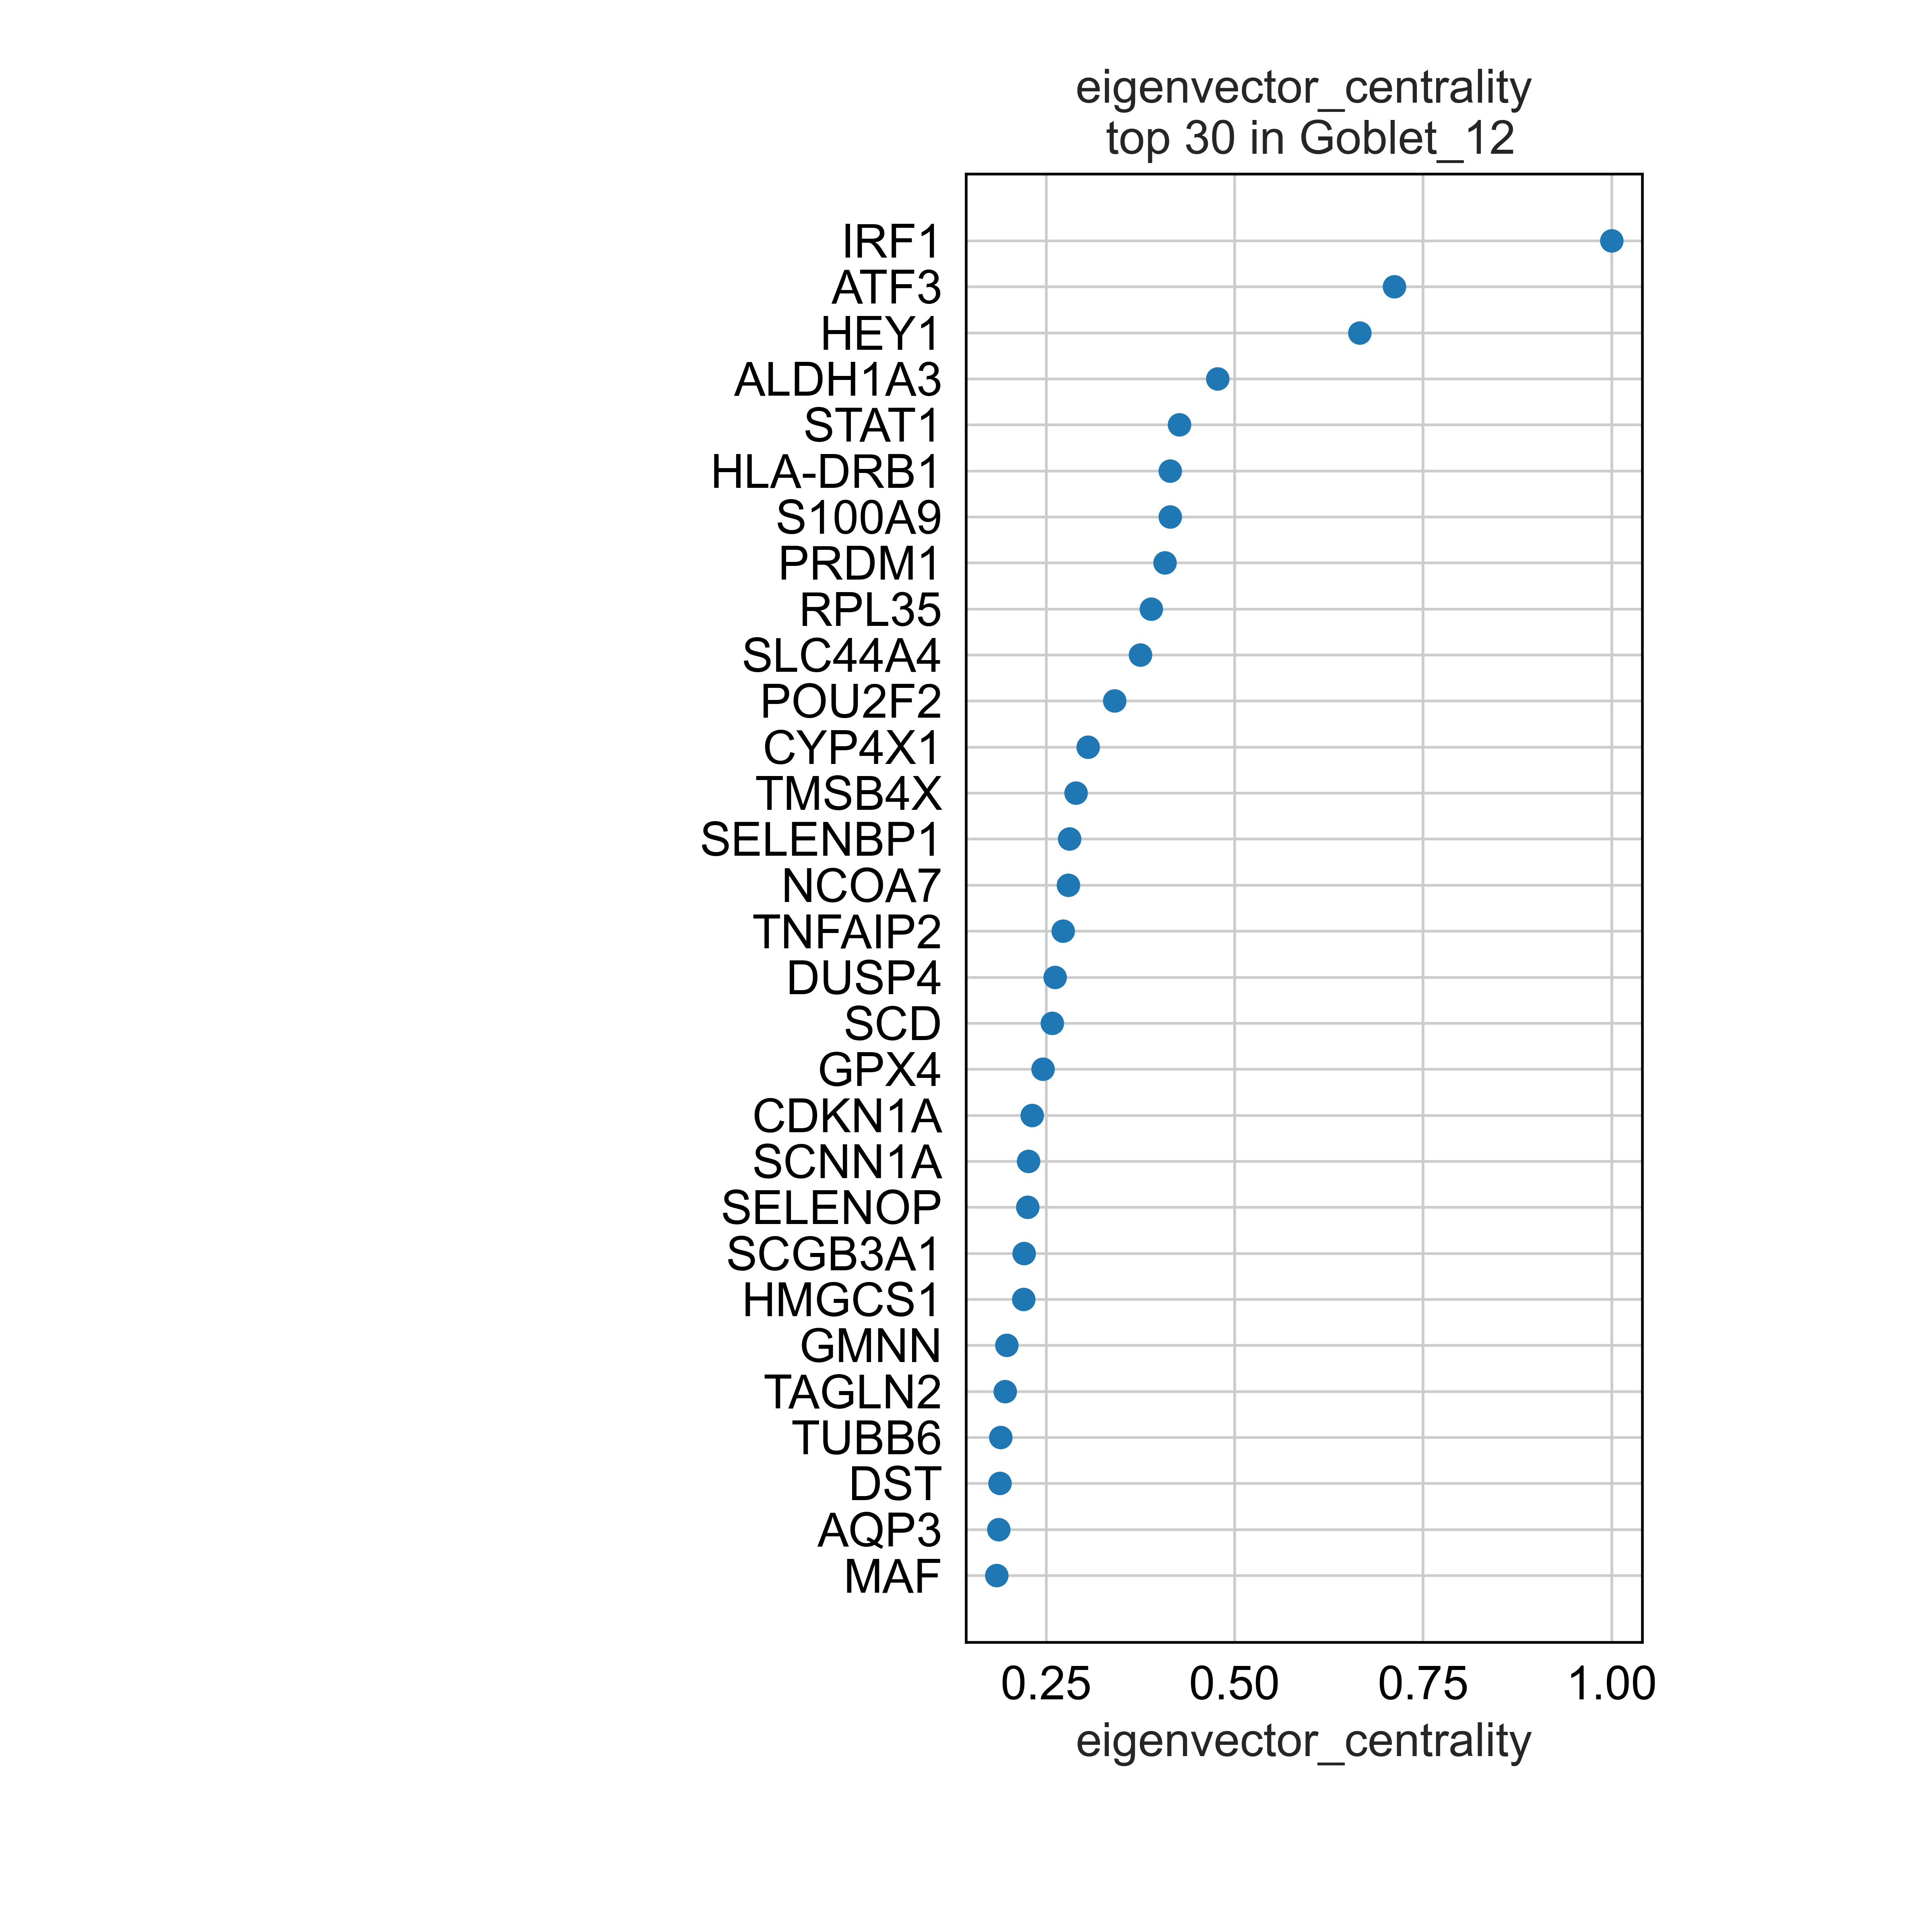 eigenvector_centrality
top 30 in Goblet_12
IRF1
ATF3
HEY1
ALDH1A3
STAT1
HLA-DRB1
S100A9
PRDM1
RPL35
SLC44A4
POU2F2
CYP4X1
TMSB4X
SELENBP1
NCOA7
TNFAIP2
DUSP4
SCD
GPX4
CDKN1A
SCNN1A
SELENOP
SCGB3A1
HMGCS1
GMNN
TAGLN2
TUBB6
DST
AQP3
MAF
0.25 0.50 0.75 1.00
eigenvector_centrality